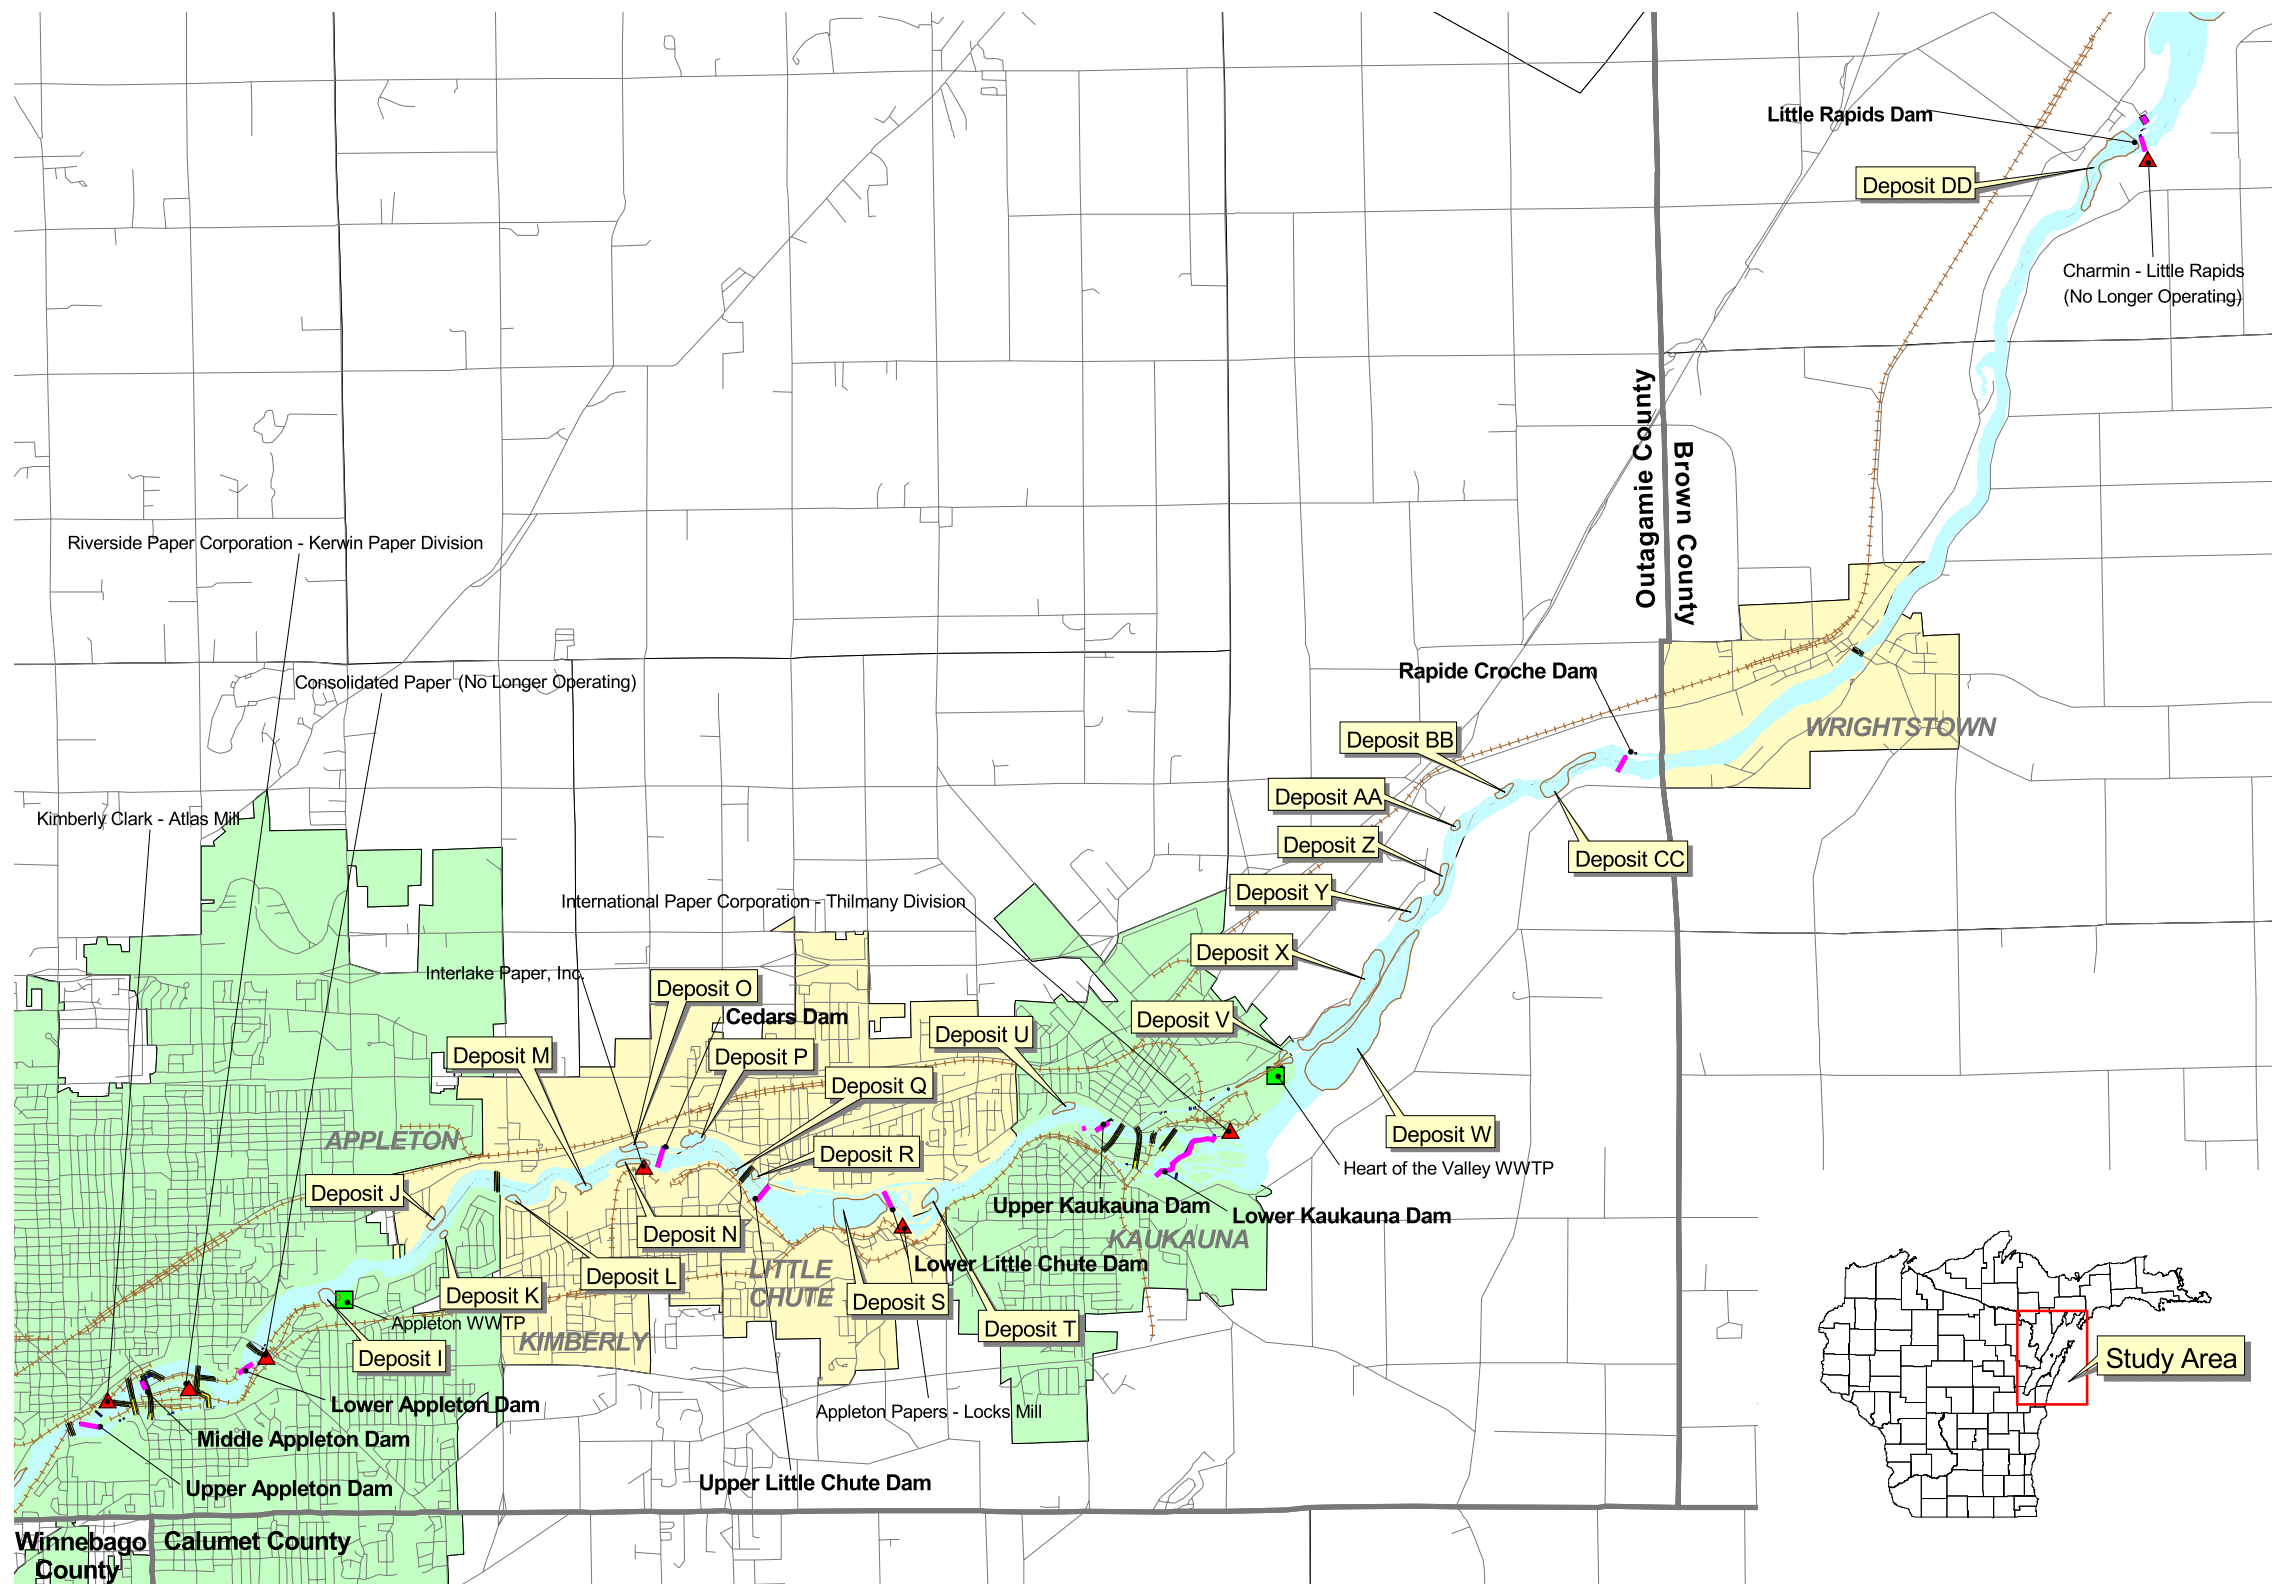 Little Rapids Dam
Deposit DD
Charmin - Little Rapids
(No Longer Operating)
Outagamie County
Brown County
Riverside Paper Corporation - Kerwin Paper Division
Consolidated Paper (No Longer Operating)
Rapide Croche Dam
WRIGHTSTOWN
Deposit BB
Deposit AA
Kimberly Clark - Atlas Mill
Deposit Z
Deposit CC
Deposit Y
International Paper Corporation - Thilmany Division
Deposit X
Interlake Paper, Inc.
Deposit O
Cedars Dam
Deposit V
Deposit U
Deposit M
Deposit P
Deposit Q
Deposit W
APPLETON
Deposit R
Heart of the Valley WWTP
Deposit J
Upper Kaukauna Dam
Lower Kaukauna Dam
Deposit N
KAUKAUNA
Lower Little Chute Dam
LITTLE
CHUTE
Deposit L
Deposit K
Deposit S
Appleton WWTP
Deposit T
KIMBERLY
Deposit I
Study Area
Lower Appleton Dam
Appleton Papers - Locks Mill
Middle Appleton Dam
Upper Little Chute Dam
Upper Appleton Dam
Winnebago
County
Calumet County